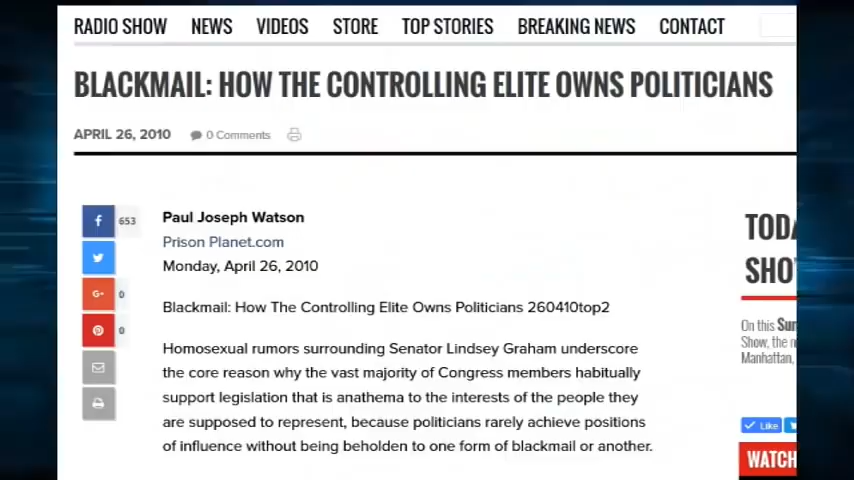 RADIO SHOW NEWS VIDEOS STORE TOP STORIES BREAKING NEWS CONTACT
BLACKMAIL: HOW THE CONTROLLING ELITE OWNS POLITICIANS
APRIL 26, 2010 0 Comments
f 653
G+ 0
0
Paul Joseph Watson
Prison Planet.com
Monday, April 26, 2010
Blackmail: How The Controlling Elite Owns Politicians 260410top2
Homosexual rumors surrounding Senator Lindsey Graham underscore
the core reason why the vast majority of Congress members habitually
support legislation that is anathema to the interests of the people they
are supposed to represent, because politicians rarely achieve positions
of influence without being beholden to one form of blackmail or another.
On this
Show, the
Manhattan,
Like
WATCH